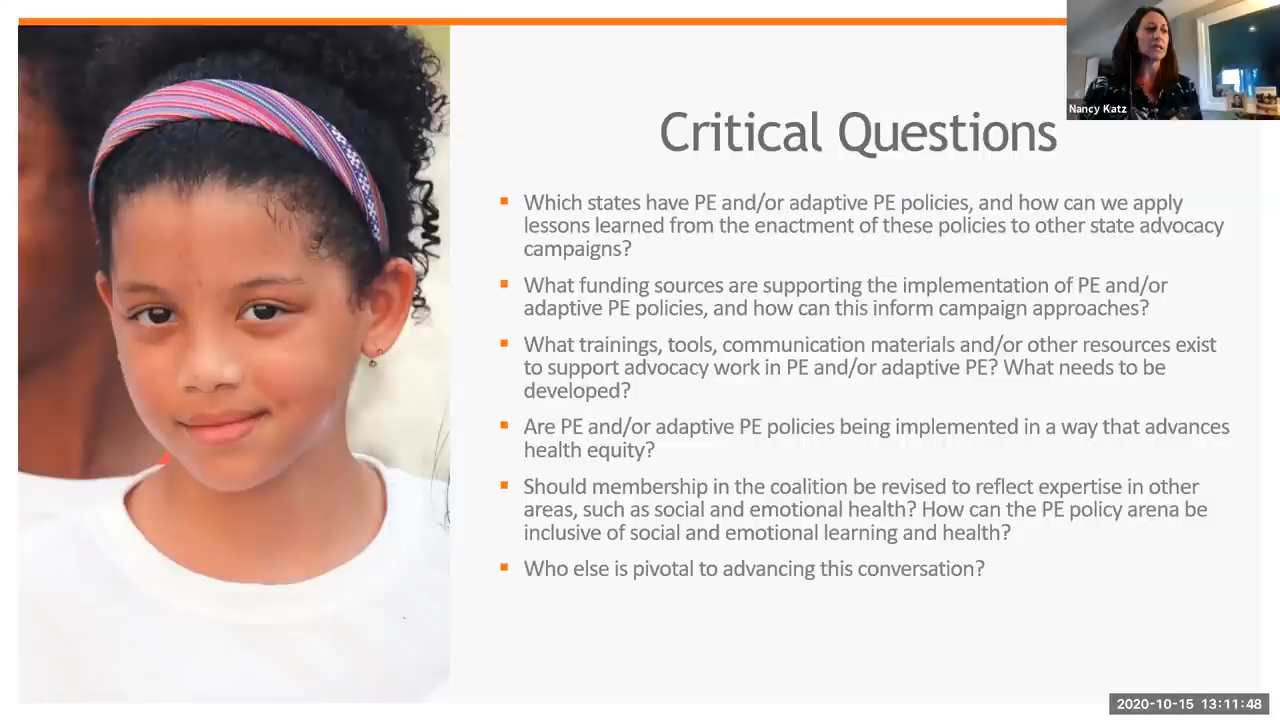 Nancy Katz
Critical Questions
Which states have PE and/or adaptive PE policies, and how can we apply
lessons learned from the enactment of these policies to other state advocacy
campaigns?
What funding sources are supporting the implementation of PE and/or
adaptive PE policies, and how can this inform campaign approaches?
What trainings, tools, communication materials and/or other resources exist
to support advocacy work in PE and/or adaptive PE? What needs to be
developed?
Are PE and/or adaptive PE policies being implemented in a way that advances
health equity?
Should membership in the coalition be revised to reflect expertise in other
areas, such as social and emotional health? How can the PE policy arena be
inclusive of social and emotional learning and health?
Who else is pivotal to advancing this conversation?
2020-10-15 13:11:48